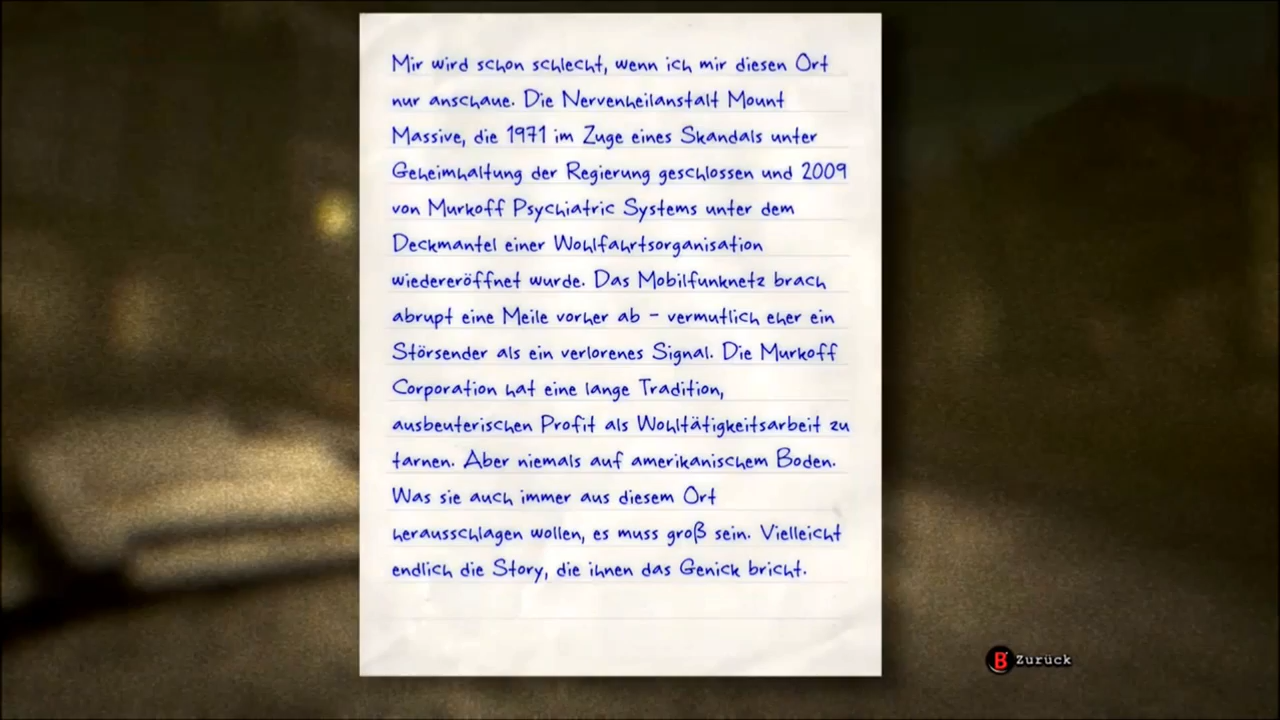 Mir wird schon schlecht, wenn ich mir diesen Ort
nur anschaue. Die Nervenheilanstalt Mount
Massive, die 1971 im Zuge eines Skandals unter
Geheimhaltung der Regierung geschlossen und 2009
von Murkoff Psychiatric Systems unter dem
Deckmantel einer Wohlfahrtsorganisation
wiedereröffnet wurde. Das Mobilfunknetz brach
abrupt eine Meile vorher ab - vermutlich eher ein
Störsender als ein verlorenes Signal. Die Murkoff
Corporation hat eine lange Tradition,
ausbeuterischen Profit als Wohltätigkeitsarbeit zu
tarnen. Aber niemals auf amerikanischem Boden.
Was sie auch immer aus diesem Ort
herausschlagen wollen, es muss groß sein. Vielleicht
endlich die Story, die ihnen das Genick bricht.
B Zurück